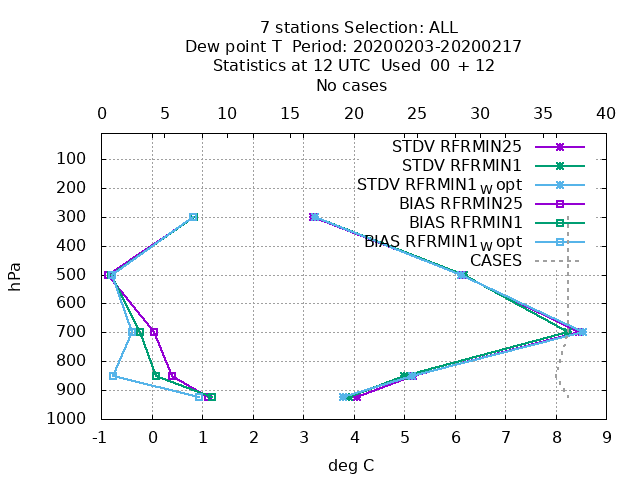 7 stations Selection: ALL
Dew point T  Period: 20200203-20200217
Statistics at 12 UTC  Used  00 + 12
No cases
0 5 10 15 20 25 30 35 40
STDV RFRMIN25
STDV RFRMIN1
STDV RFRMIN1_W opt
BIAS RFRMIN25
BIAS RFRMIN1
BIAS RFRMIN1_W opt
CASES
100
200
300
400
500
600
700
800
900
1000
hPa
-1 0 1 2 3 4 5 6 7 8 9
deg C